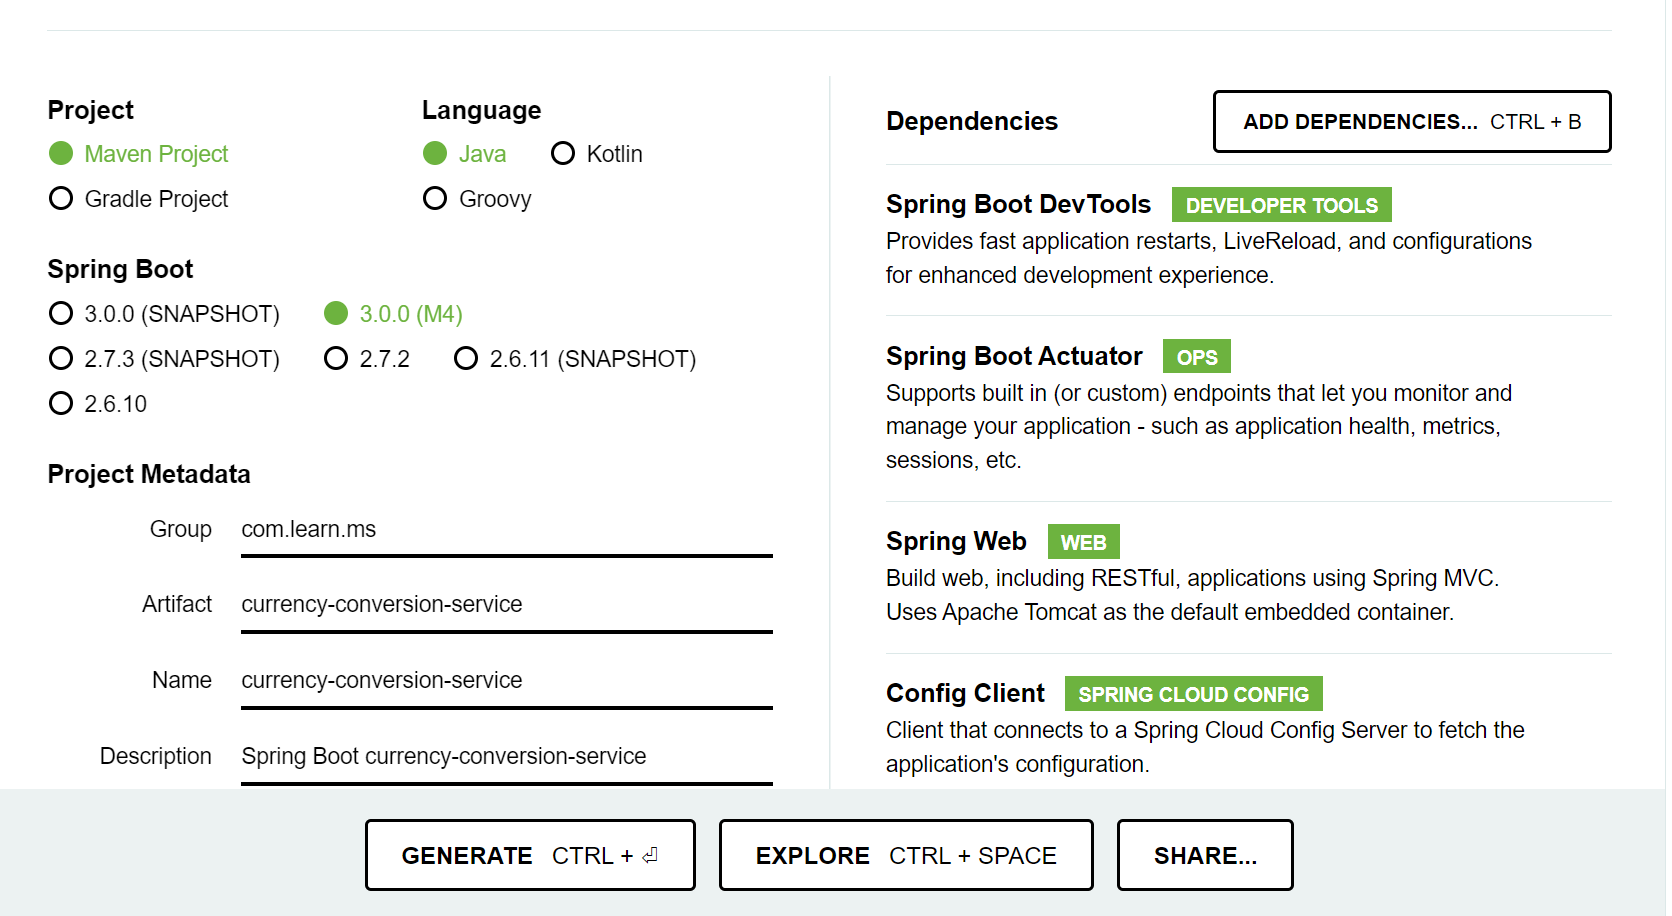 Project
Maven Project
Gradle Project
Language
Java Kotlin
Groovy
Spring Boot
3.0.0 (SNAPSHOT) 3.0.0 (M4)
2.7.3 (SNAPSHOT) 2.7.2 2.6.11 (SNAPSHOT)
2.6.10
Project Metadata
Group com.learn.ms
Artifact currency-conversion-service
Name currency-conversion-service
Description Spring Boot currency-conversion-service
Dependencies ADD DEPENDENCIES... CTRL + B
Spring Boot DevTools DEVELOPER TOOLS
Provides fast application restarts, LiveReload, and configurations
for enhanced development experience.
Spring Boot Actuator OPS
Supports built in (or custom) endpoints that let you monitor and
manage your application - such as application health, metrics,
sessions, etc.
Spring Web WEB
Build web, including RESTful, applications using Spring MVC.
Uses Apache Tomcat as the default embedded container.
Config Client SPRING CLOUD CONFIG
Client that connects to a Spring Cloud Config Server to fetch the
application's configuration.
GENERATE CTRL + ⏎ EXPLORE CTRL + SPACE SHARE...